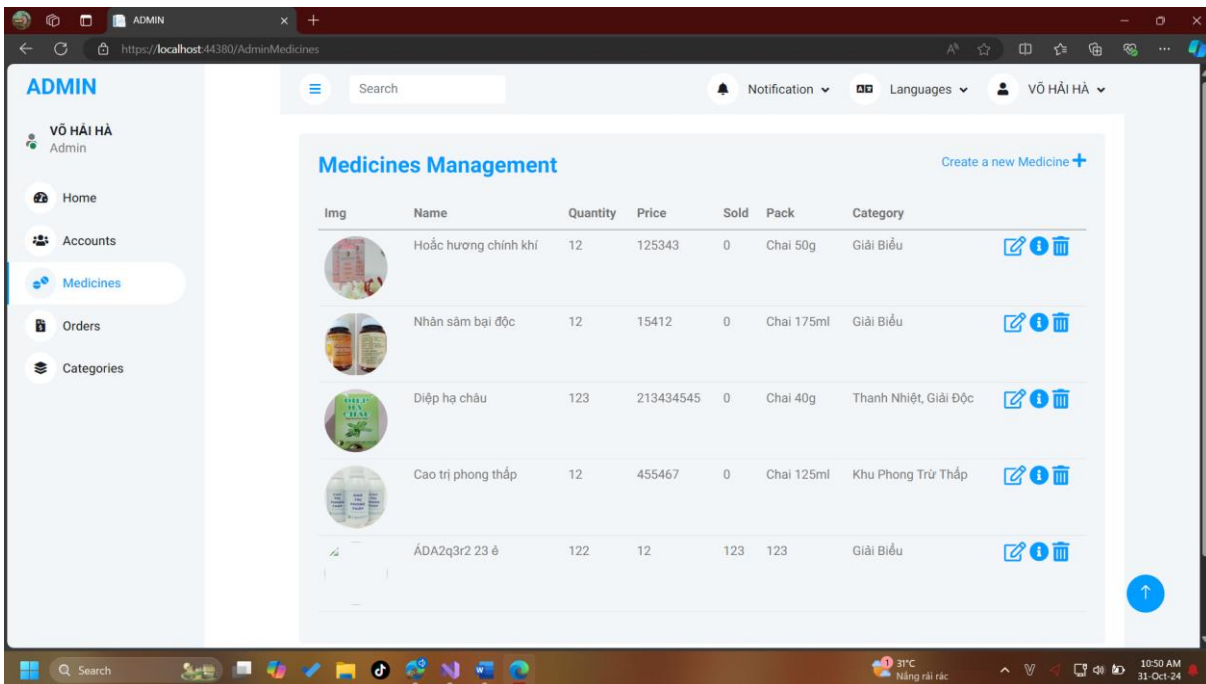 ADMIN
https://localhost:44380/AdminMedicines
ADMIN
Search
Notification
Languages
VÕ HẢI HÀ
VÕ HẢI HÀ
Admin
Home
Accounts
Medicines
Orders
Categories
Medicines Management
Create a new Medicine
Img Name Quantity Price Sold Pack Category
Hoắc hương chính khí 12 125343 0 Chai 50g Giải Biểu
Nhân sâm bại độc 12 15412 0 Chai 175ml Giải Biểu
DIỆP HẠ CHÂU
Diệp hạ châu 123 213434545 0 Chai 40g Thanh Nhiệt, Giải Độc
Cao trị phong thấp 12 455467 0 Chai 125ml Khu Phong Trừ Thấp
ÁDA2q3r2 23 ê 122 12 123 123 Giải Biểu
Search
1
31°C
Nắng rải rác
10:50 AM
31-Oct-24